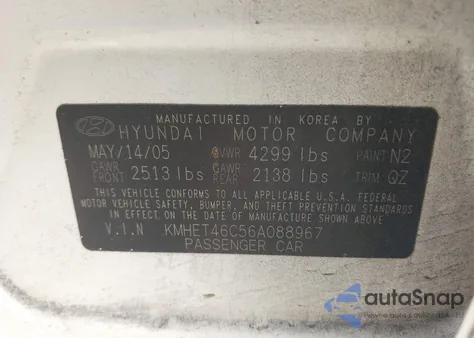 MANUFACTURED IN KOREA BY
HYUNDAI MOTOR COMPANY
MAY/14/05 GVWR 4299 lbs PAINT N2
GAWR FRONT 2513 lbs GAWR REAR 2138 lbs TRIM QZ
THIS VEHICLE CONFORMS TO ALL APPLICABLE U.S.A. FEDERAL
MOTOR VEHICLE SAFETY, BUMPER, AND THEFT PREVENTION STANDARDS
IN EFFECT ON THE DATE OF MANUFACTURE SHOWN ABOVE
V.I.N KMHET46C56A088967
PASSENGER CAR
autoSnap